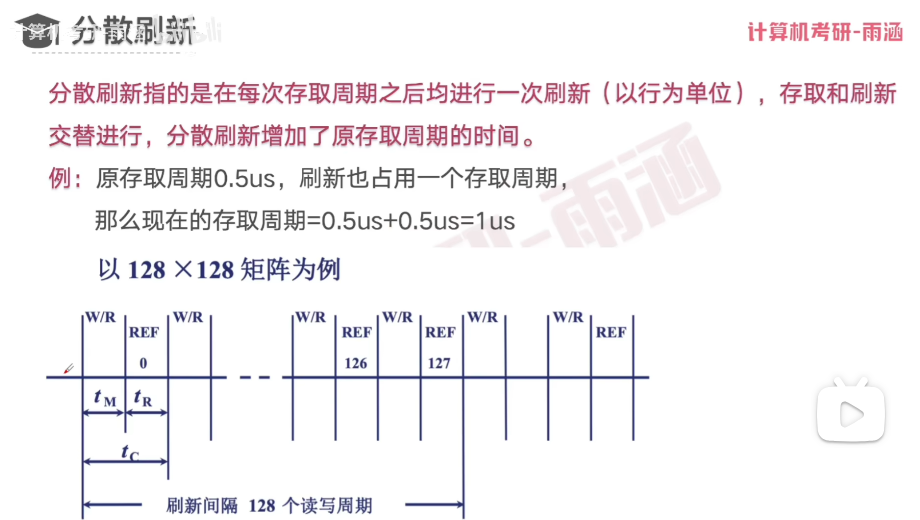 分散刷新
计算机考研-雨涵
分散刷新指的是在每次存取周期之后均进行一次刷新（以行为单位），存取和刷新
交替进行，分散刷新增加了原存取周期的时间。
例：原存取周期0.5us，刷新也占用一个存取周期，
那么现在的存取周期=0.5us+0.5us=1us
以 128 ×128 矩阵为例
W/R W/R W/R W/R W/R W/R
REF REF REF REF
0 126 127
tM tR
tC
刷新间隔 128 个读写周期